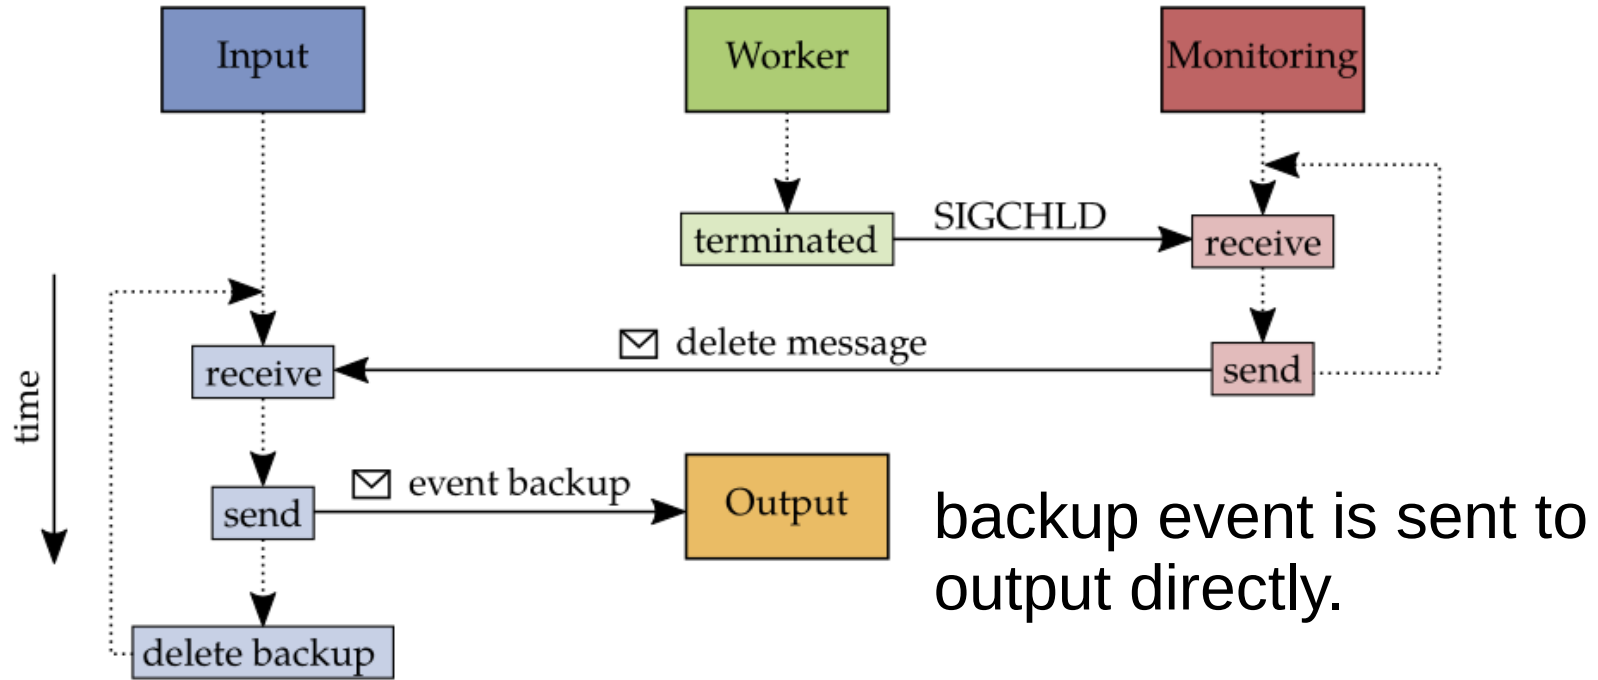 Input
Worker
Monitoring
SIGCHLD
terminated
receive
delete message
receive
send
time
event backup
send
Output
backup event is sent to
output directly.
delete backup